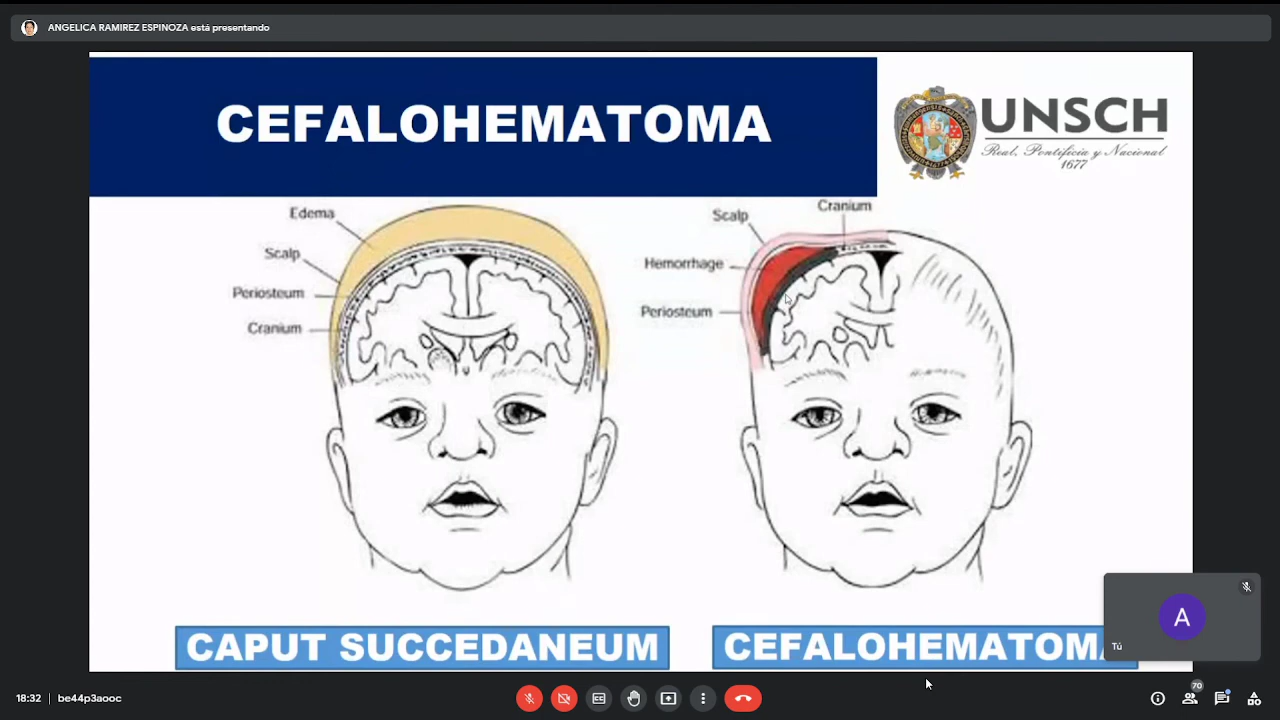 ANGELICA RAMIREZ ESPINOZA está presentando
CEFALOHEMATOMA
UNSCH
Real, Pontificia y Nacional
1677
Edema
Scalp
Periosteum
Cranium
Scalp
Cranium
Hemorrhage
Periosteum
CAPUT SUCCEDANEUM
CEFALOHEMATOMA
A
Tú
18:32
be44p3aooc
70